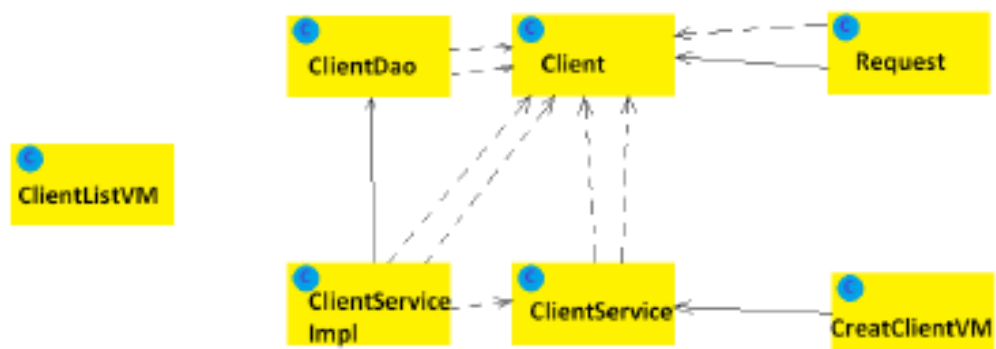 C
ClientDao
C
Client
C
Request
C
ClientListVM
C
ClientService
Impl
C
ClientService
C
CreatClientVM